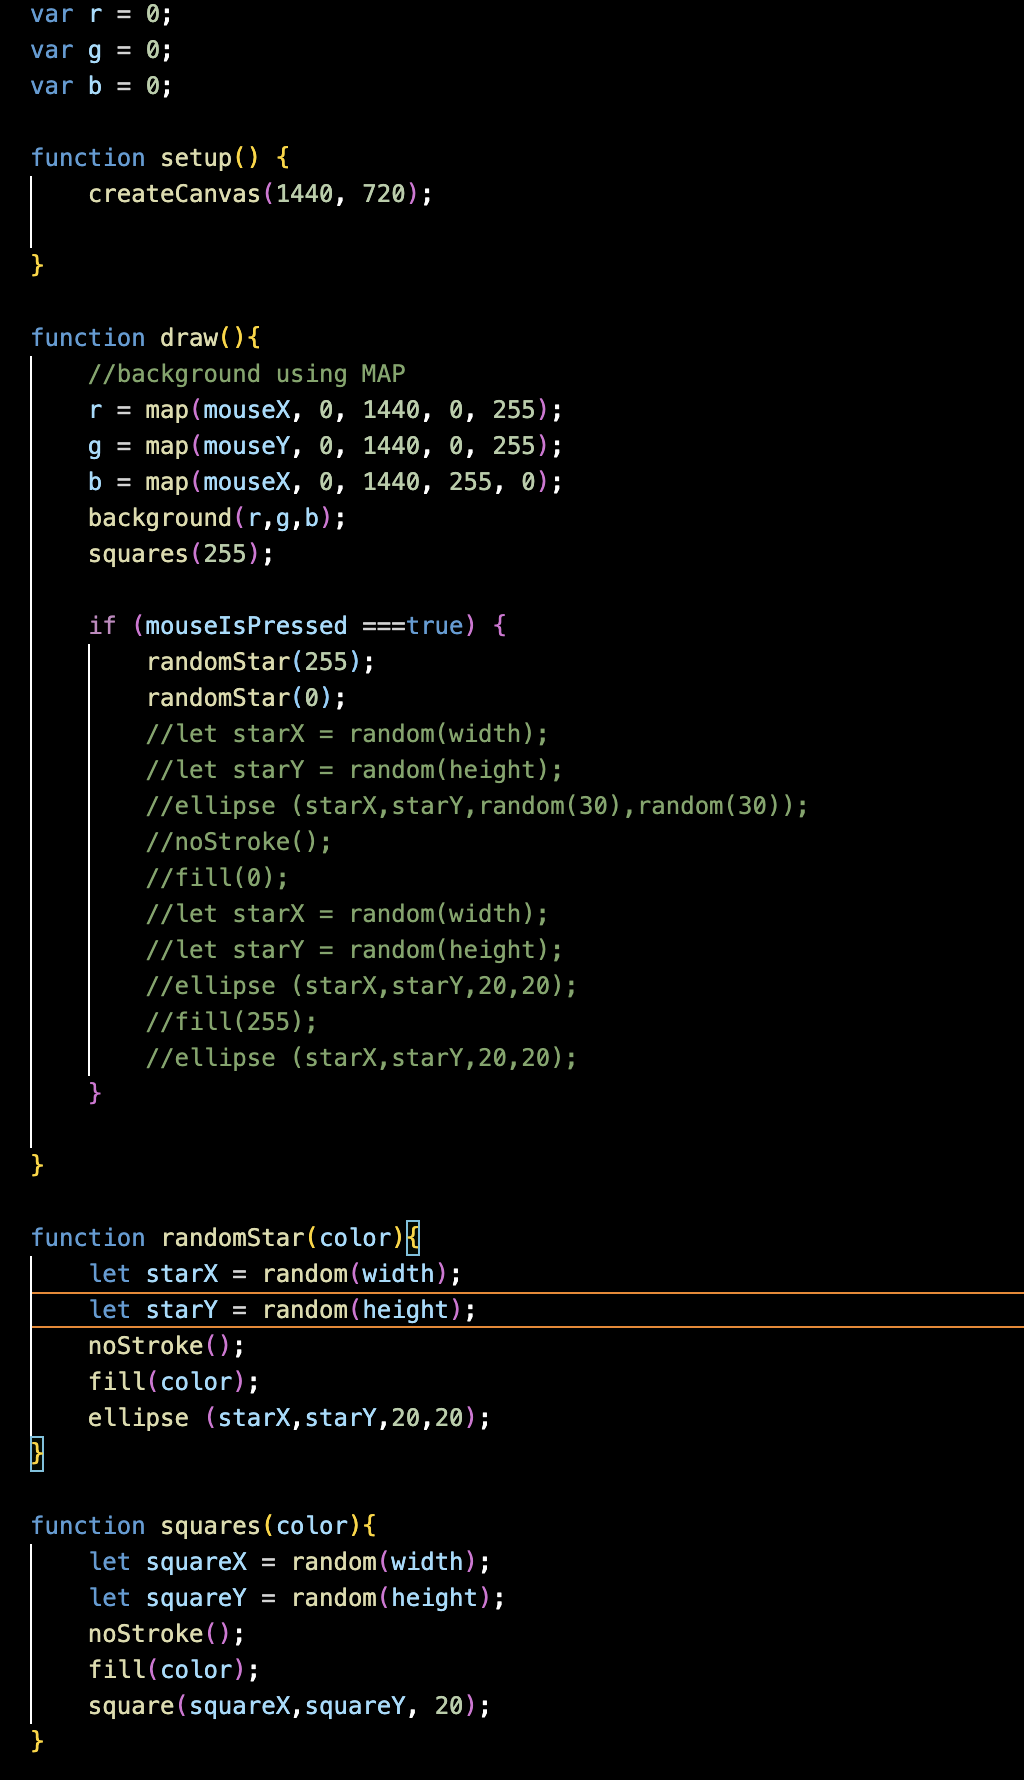 var r = 0;
var g = 0;
var b = 0;
function setup() {
createCanvas(1440, 720);
}
function draw(){
//background using MAP
r = map(mouseX, 0, 1440, 0, 255);
g = map(mouseY, 0, 1440, 0, 255);
b = map(mouseX, 0, 1440, 255, 0);
background(r,g,b);
squares(255);
if (mouseIsPressed ===true) {
randomStar(255);
randomStar(0);
//let starX = random(width);
//let starY = random(height);
//ellipse (starX,starY,random(30),random(30));
//noStroke();
//fill(0);
//let starX = random(width);
//let starY = random(height);
//ellipse (starX,starY,20,20);
//fill(255);
//ellipse (starX,starY,20,20);
}
}
function randomStar(color){
let starX = random(width);
let starY = random(height);
noStroke();
fill(color);
ellipse (starX,starY,20,20);
}
function squares(color){
let squareX = random(width);
let squareY = random(height);
noStroke();
fill(color);
square(squareX,squareY, 20);
}